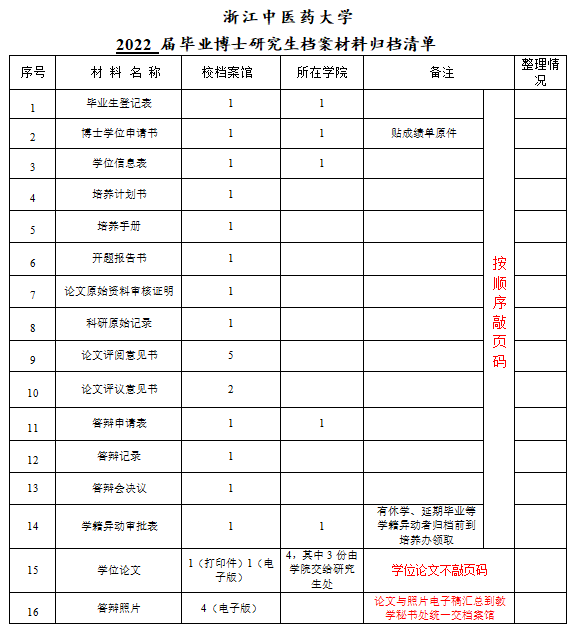 浙江中医药大学
2022 届毕业博士研究生档案材料归档清单
序号 材 料 名 称 校档案馆 所在学院 备注 整理情
况
1 毕业生登记表 1 1
2 博士学位申请书 1 1 贴成绩单原件
3 学位信息表 1 1
4 培养计划书 1
5 培养手册 1
6 开题报告书 1
7 论文原始资料审核证明 1
8 科研原始记录 1
9 论文评阅意见书 5
10 论文评议意见书 2
11 答辩申请表 1 1
12 答辩记录 1
13 答辩会决议 1
14 学籍异动审批表 1 1 有休学、延期毕业等
学籍异动者归档前到
培养办领取
按
顺
序
敲
页
码
15 学位论文 1（打印件）1（电
子版） 4，其中 3 份由
学院交给研究
生处 学位论文不敲页码
16 答辩照片 4（电子版） 论文与照片电子稿汇总到教
学秘书处统一交档案馆